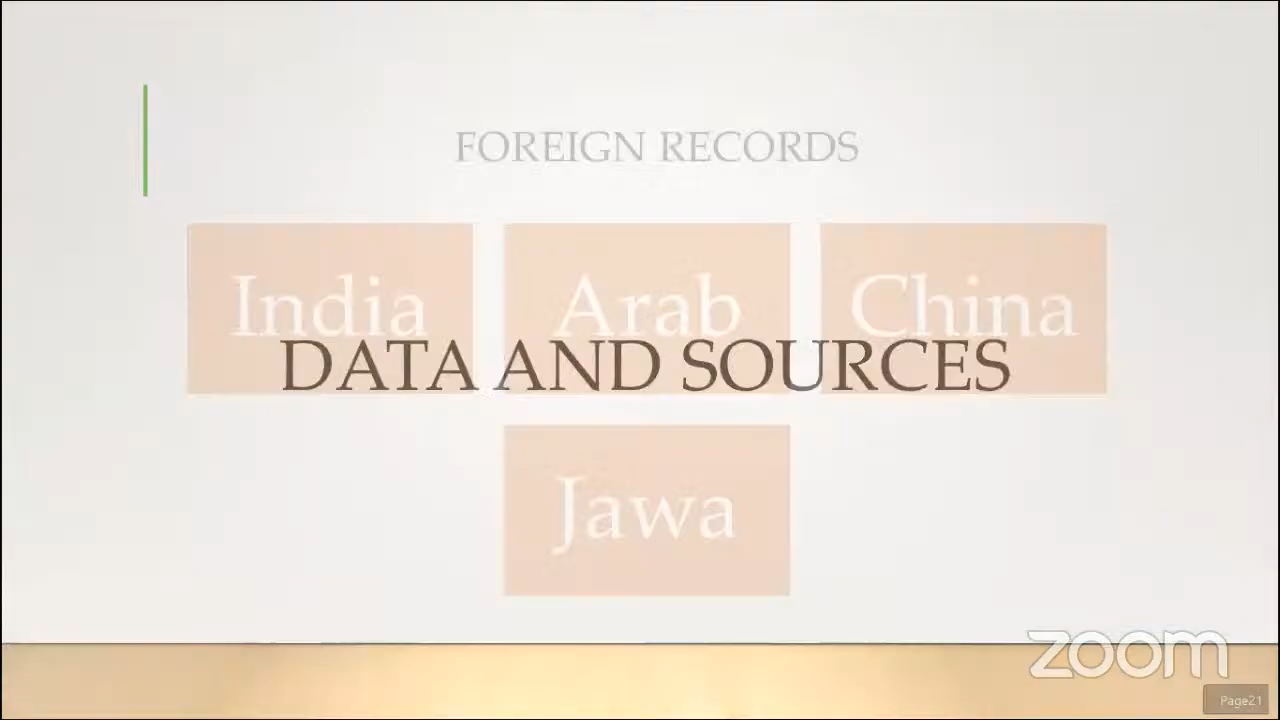 FOREIGN RECORDS
India
Arab
China
DATA AND SOURCES
Jawa
zoom
Page21